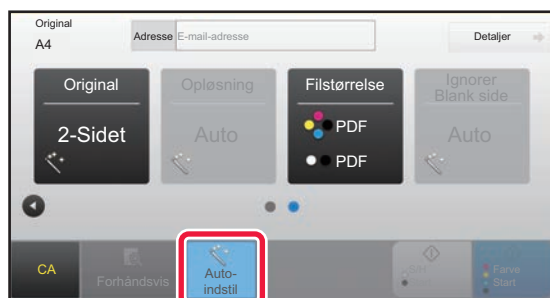 Original
A4
Adresse E-mail-adresse
Detaljer
Original
2-Sidet
Opløsning
Auto
Filstørrelse
PDF
PDF
Ignorer
Blank side
Auto
CA
Forhåndsvis
Auto-
indstil
S/H
Start
Farve
Start